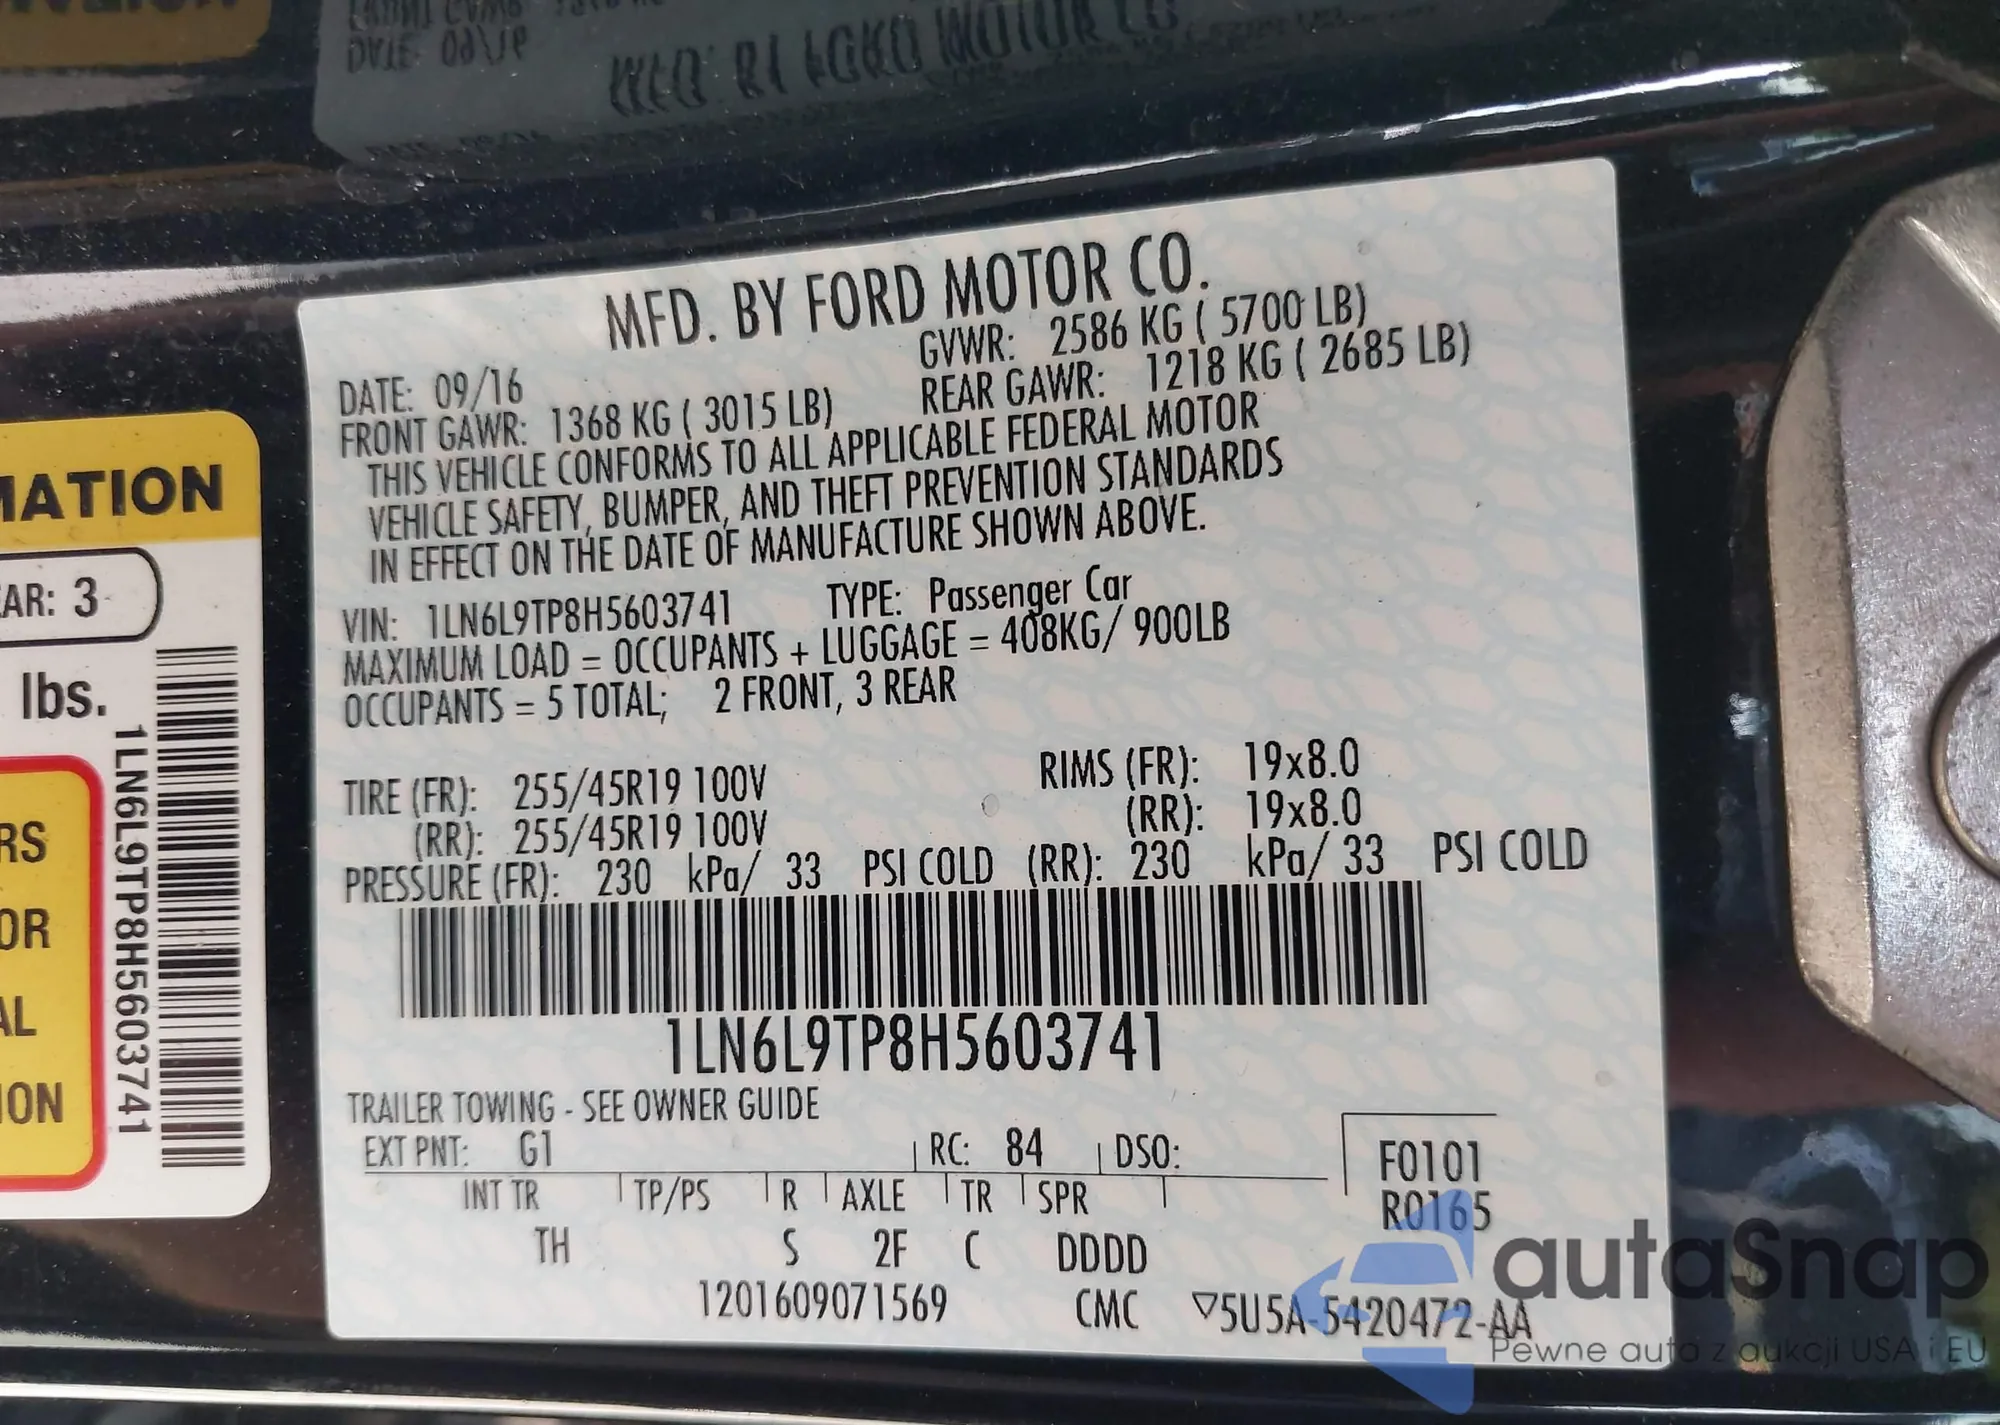 MFD. BY FORD MOTOR CO.
DATE: 09/16 GVWR: 2586 KG ( 5700 LB)
FRONT GAWR: 1368 KG ( 3015 LB) REAR GAWR: 1218 KG ( 2685 LB)
THIS VEHICLE CONFORMS TO ALL APPLICABLE FEDERAL MOTOR
VEHICLE SAFETY, BUMPER, AND THEFT PREVENTION STANDARDS
IN EFFECT ON THE DATE OF MANUFACTURE SHOWN ABOVE.
VIN: 1LN6L9TP8H5603741 TYPE: Passenger Car
MAXIMUM LOAD = OCCUPANTS + LUGGAGE = 408KG/ 900LB
OCCUPANTS = 5 TOTAL; 2 FRONT, 3 REAR
TIRE (FR): 255/45R19 100V RIMS (FR): 19x8.0
(RR): 255/45R19 100V (RR): 19x8.0
PRESSURE (FR): 230 kPa/ 33 PSI COLD (RR): 230 kPa/ 33 PSI COLD
1LN6L9TP8H5603741
TRAILER TOWING - SEE OWNER GUIDE
EXT PNT: G1 RC: 84 DSO: F0101
INT TR TP/PS R AXLE TR SPR R0165
TH S 2F C DDDD
1201609071569 CMC ▽5U5A-5420472-AA
MATION
AR: 3
lbs.
1LN6L9TP8H5603741
RS
OR
AL
ION
autoSnap
Pewne auto z aukcji USA i EU